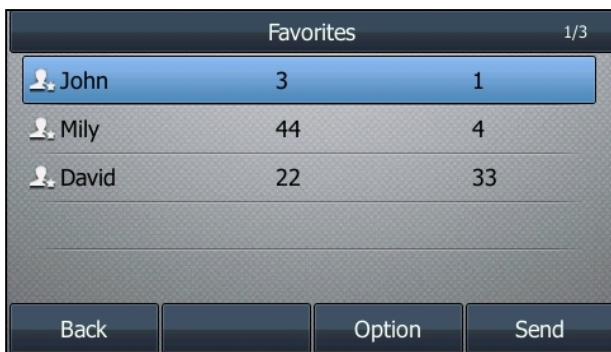 Favorites 1/3
John 3 1
Mily 44 4
David 22 33
Back Option Send